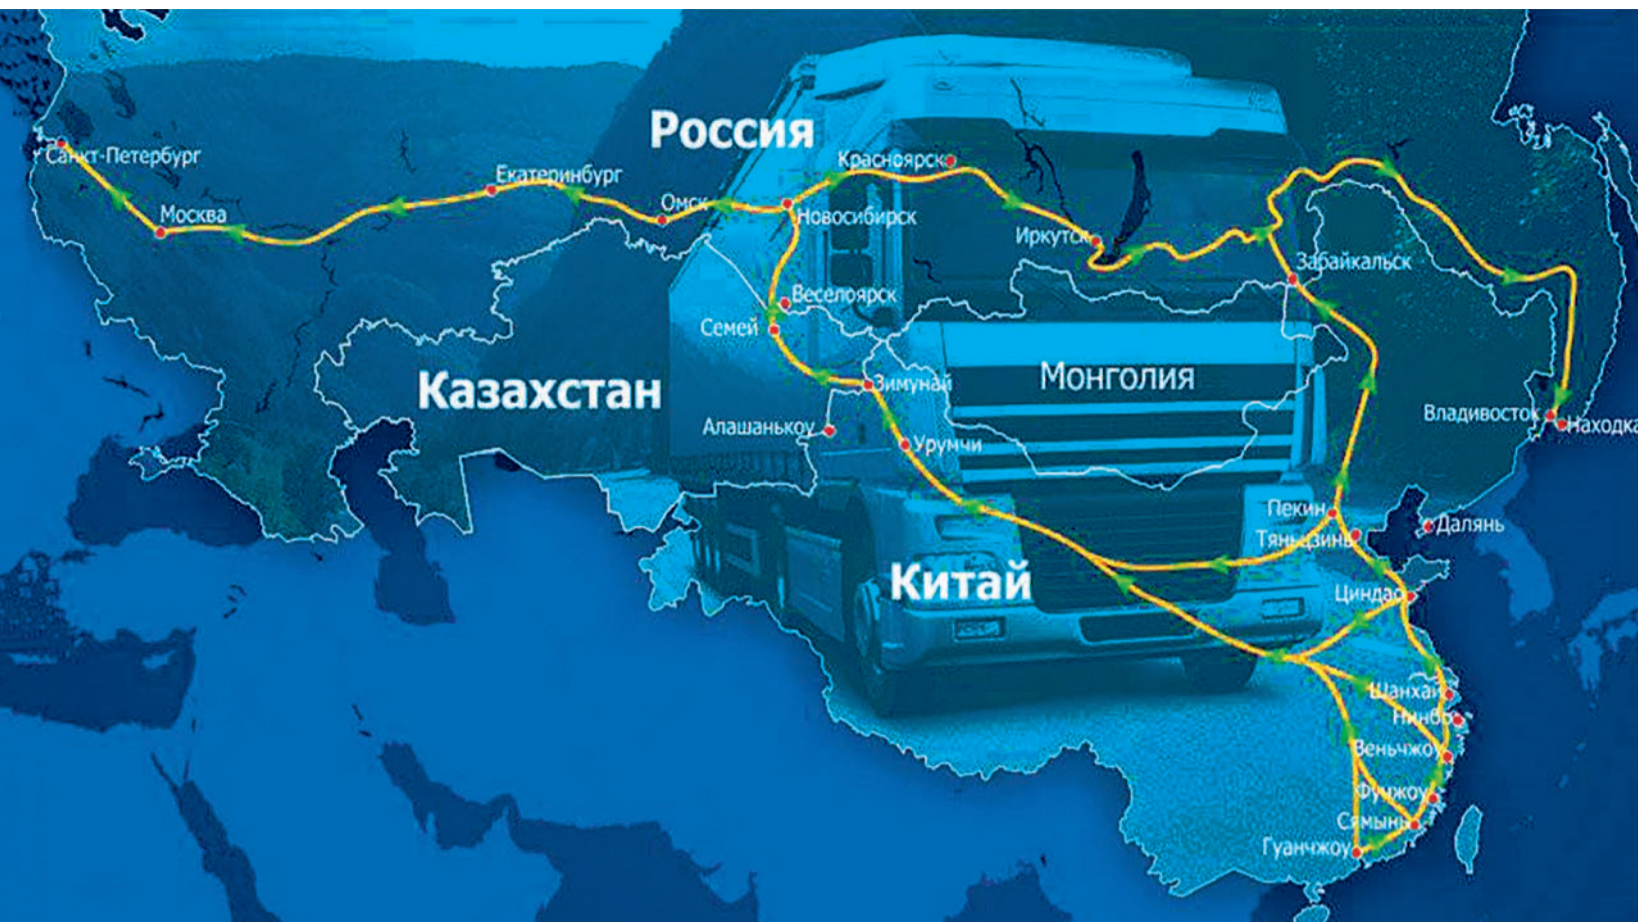 Россия
Санкт-Петербург
Красноярск
Екатеринбург
Омск
Москва
Новосибирск
Иркутск
Забайкальск
Веселоярск
Семей
Казахстан
Зимунай
Монголия
Алашанькоу
Урумчи
Владивосток
Находка
Пекин
Далянь
Тяньцзинь
Китай
Циндао
Шанхай
Нинбо
Веньчжоу
Фучжоу
Сямынь
Гуанчжоу